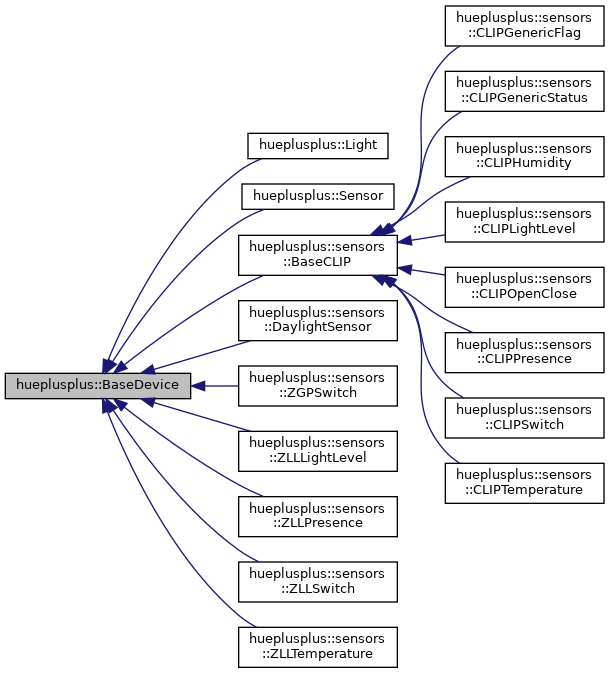 hueplusplus::BaseDevice
hueplusplus::Light
hueplusplus::Sensor
hueplusplus::sensors
::BaseCLIP
hueplusplus::sensors
::DaylightSensor
hueplusplus::sensors
::ZGPSwitch
hueplusplus::sensors
::ZLLLightLevel
hueplusplus::sensors
::ZLLPresence
hueplusplus::sensors
::ZLLSwitch
hueplusplus::sensors
::ZLLTemperature
hueplusplus::sensors
::CLIPGenericFlag
hueplusplus::sensors
::CLIPGenericStatus
hueplusplus::sensors
::CLIPHumidity
hueplusplus::sensors
::CLIPLightLevel
hueplusplus::sensors
::CLIPOpenClose
hueplusplus::sensors
::CLIPPresence
hueplusplus::sensors
::CLIPSwitch
hueplusplus::sensors
::CLIPTemperature